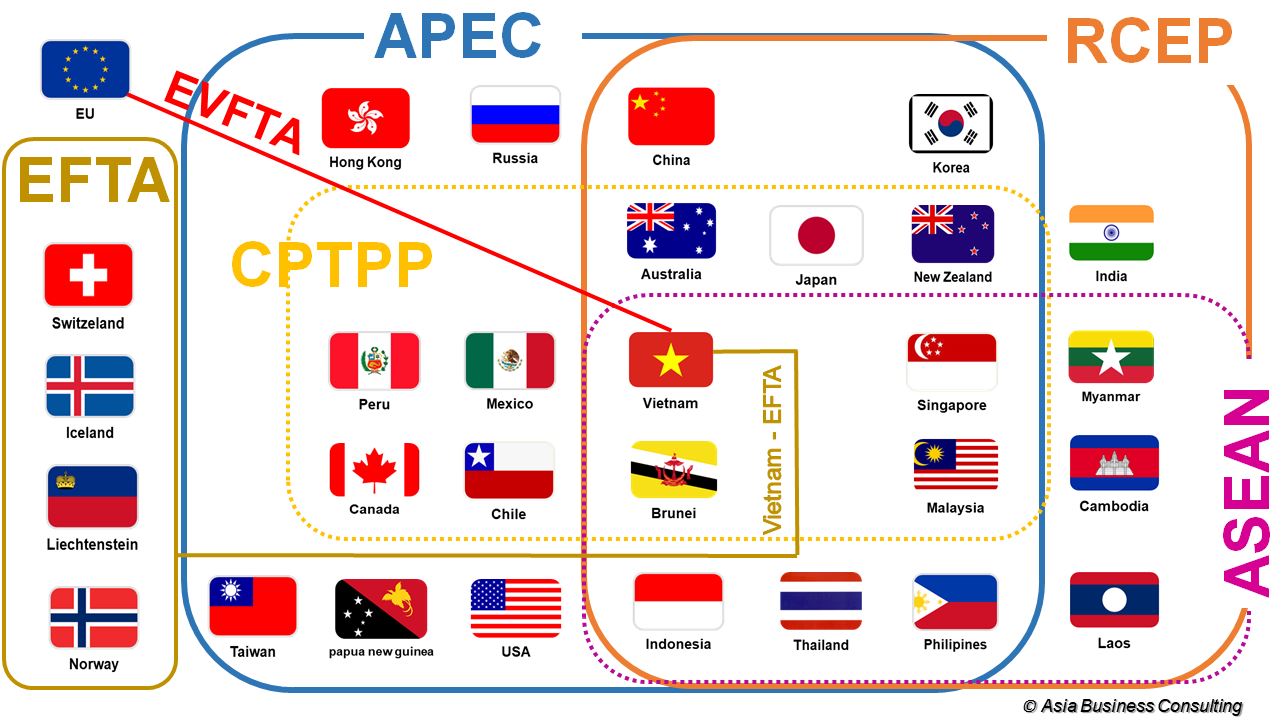 APEC
RCEP
EU
EVFTA
EFTA
Hong Kong
Russia
China
Korea
CPTPP
Australia
Japan
New Zealand
India
Switzeland
Iceland
Liechtenstein
Norway
Peru
Mexico
Vietnam
Singapore
Myanmar
Vietnam - EFTA
ASEAN
Canada
Chile
Brunei
Malaysia
Cambodia
Taiwan
papua new guinea
USA
Indonesia
Thailand
Philipines
Laos
© Asia Business Consulting